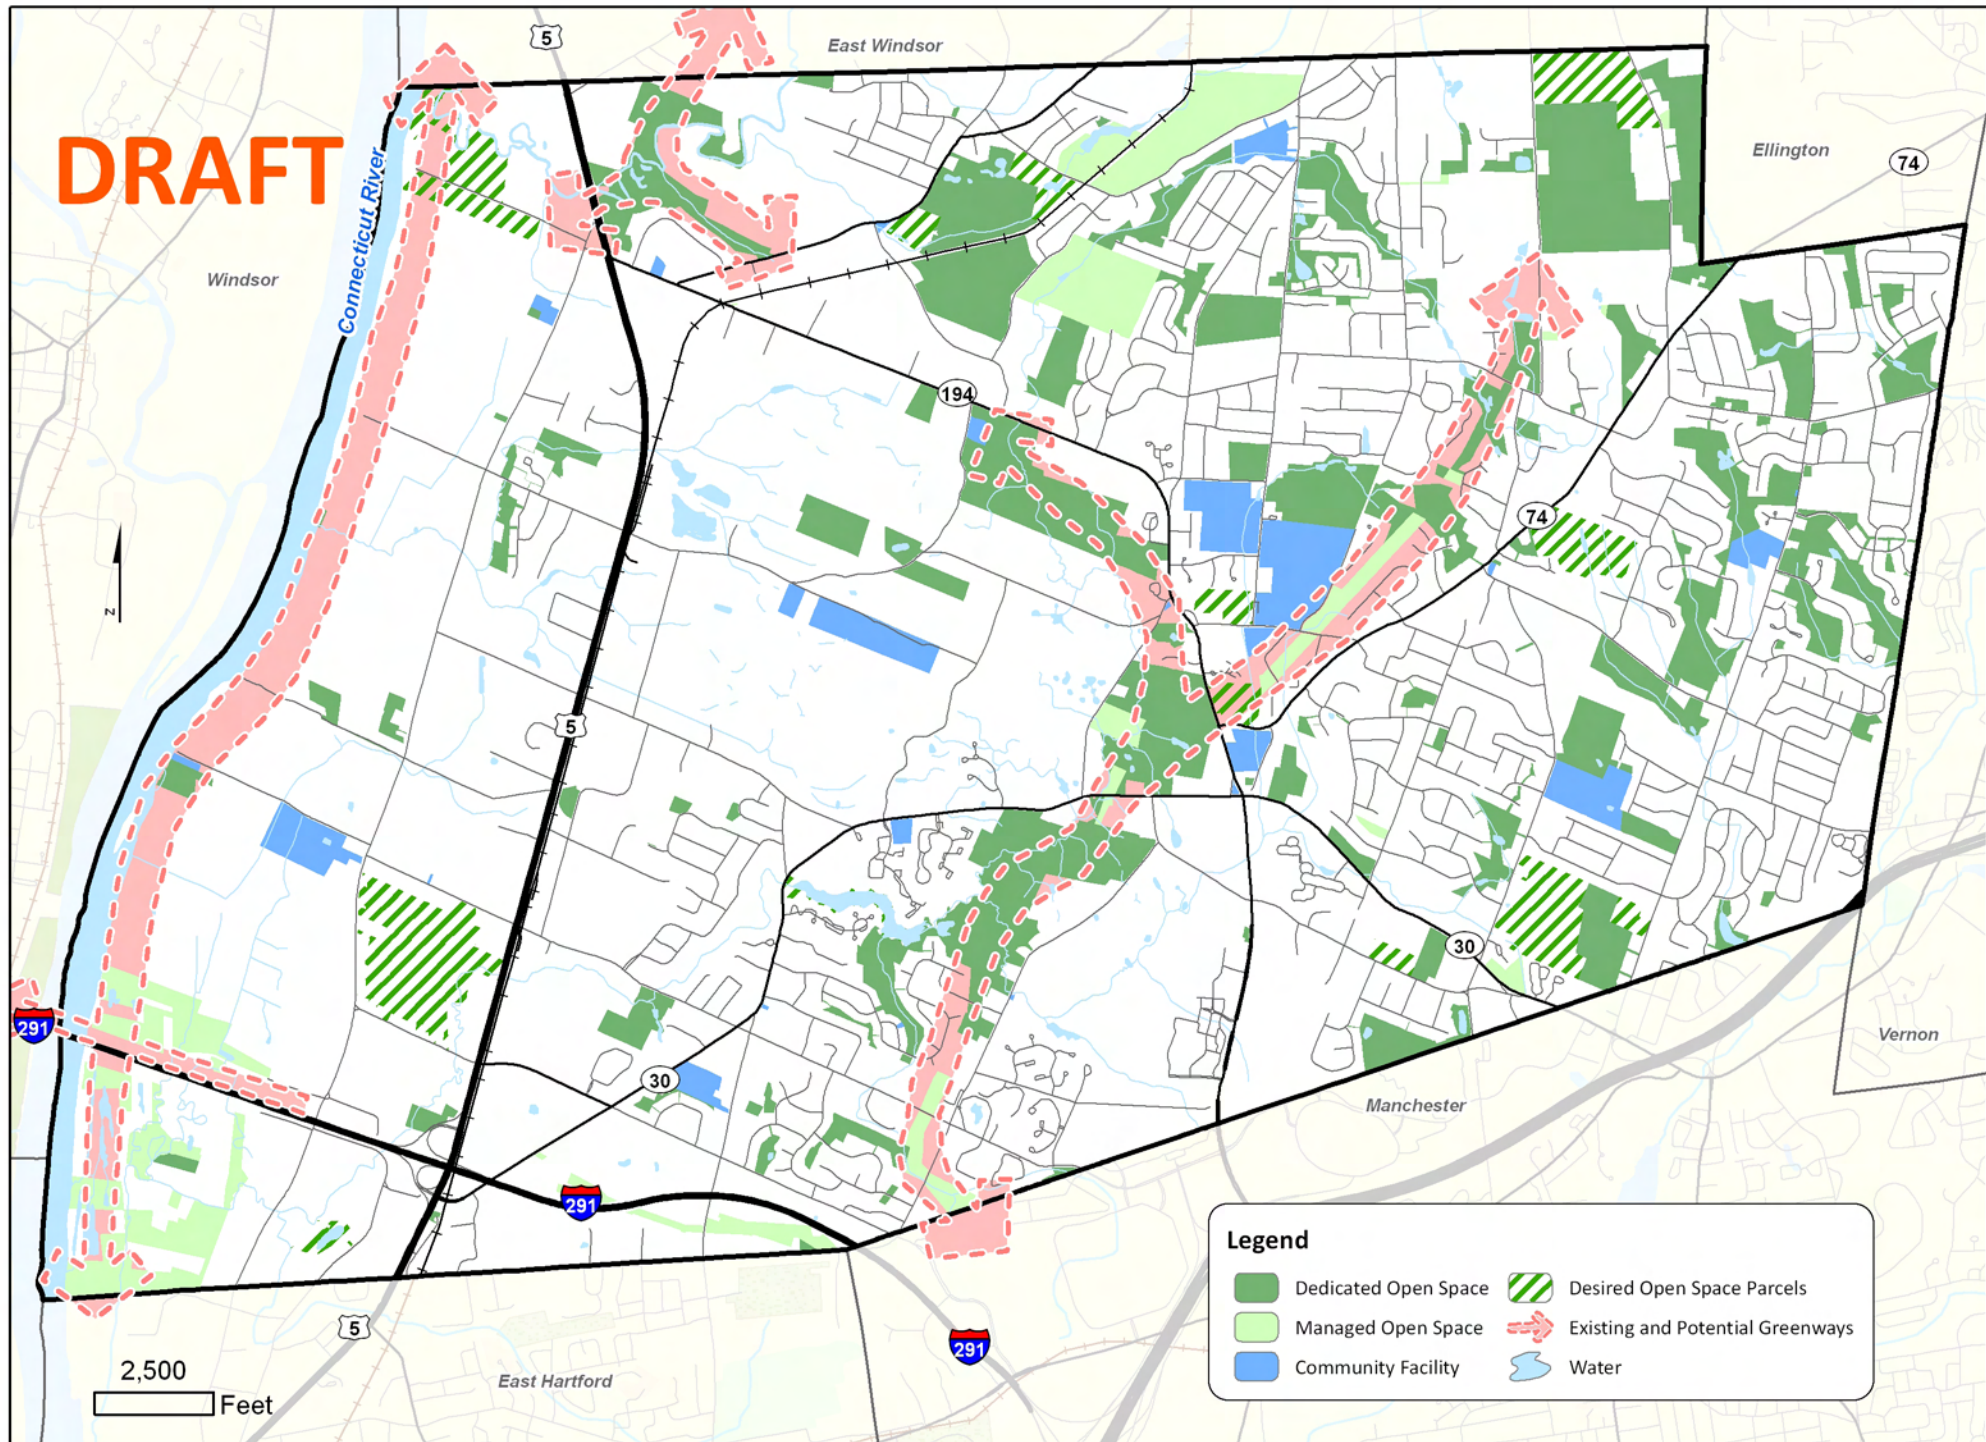 5
East Windsor
DRAFT
Connecticut River
Ellington
74
Windsor
194
74
N
5
30
291
30
Vernon
Manchester
291
Legend
Dedicated Open Space
Desired Open Space Parcels
Managed Open Space
Existing and Potential Greenways
Community Facility
Water
5
291
2,500
Feet
East Hartford